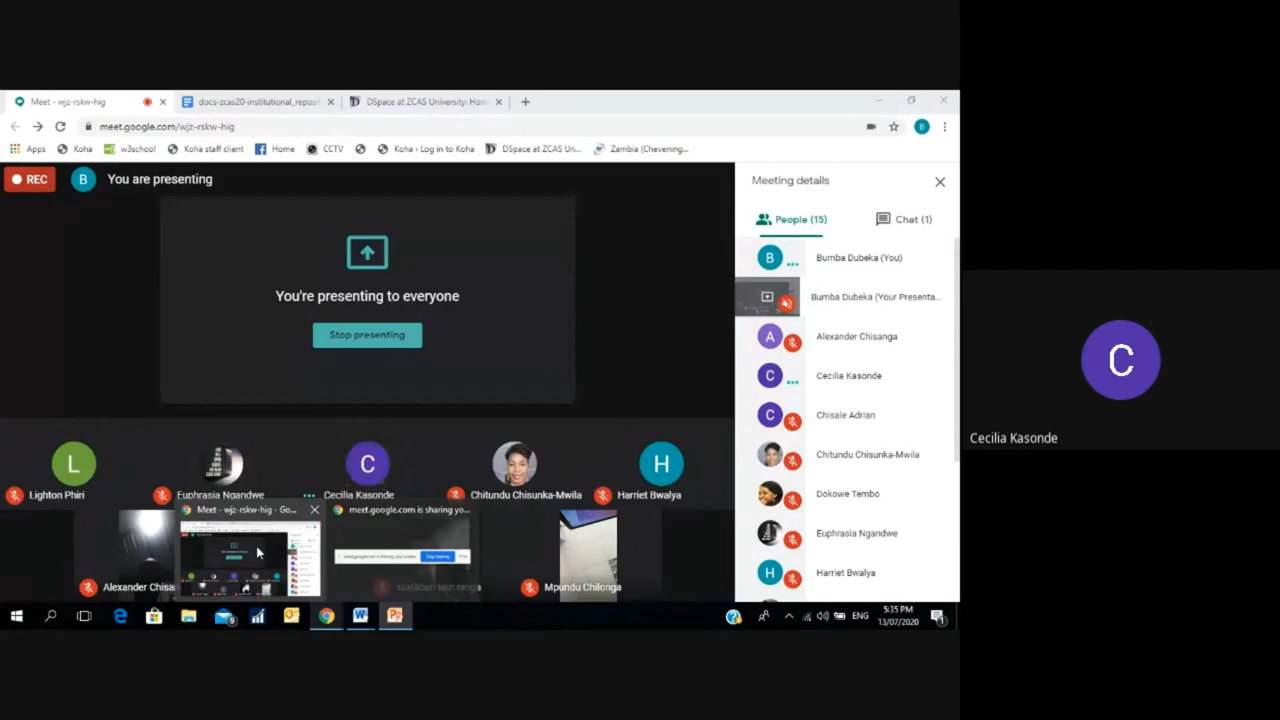 Meet - wjz-rskw-hig
docs-zcas20-institutional_reposit
DSpace at ZCAS University: Hom
meet.google.com/wjz-rskw-hig
B
Apps Koha w3school Koha staff client Home CCTV Koha › Log in to Koha DSpace at ZCAS Un... Zambia (Chevening...
REC
B
You are presenting
You're presenting to everyone
Stop presenting
Meeting details
People (15)
Chat (1)
B
Bumba Dubeka (You)
Bumba Dubeka (Your Presenta...
A
Alexander Chisanga
C
Cecilia Kasonde
C
Chisale Adrian
Chitundu Chisunka-Mwila
Dokowe Tembo
Euphrasia Ngandwe
H
Harriet Bwalya
L
Lighton Phiri
Euphrasia Ngandwe
C
Cecilia Kasonde
Chitundu Chisunka-Mwila
H
Harriet Bwalya
Meet - wjz-rskw-hig - Go...
meet.google.com is sharing yo...
Alexander Chisa
Mpundu Chilonga
ENG
5:35 PM
13/07/2020
C
Cecilia Kasonde